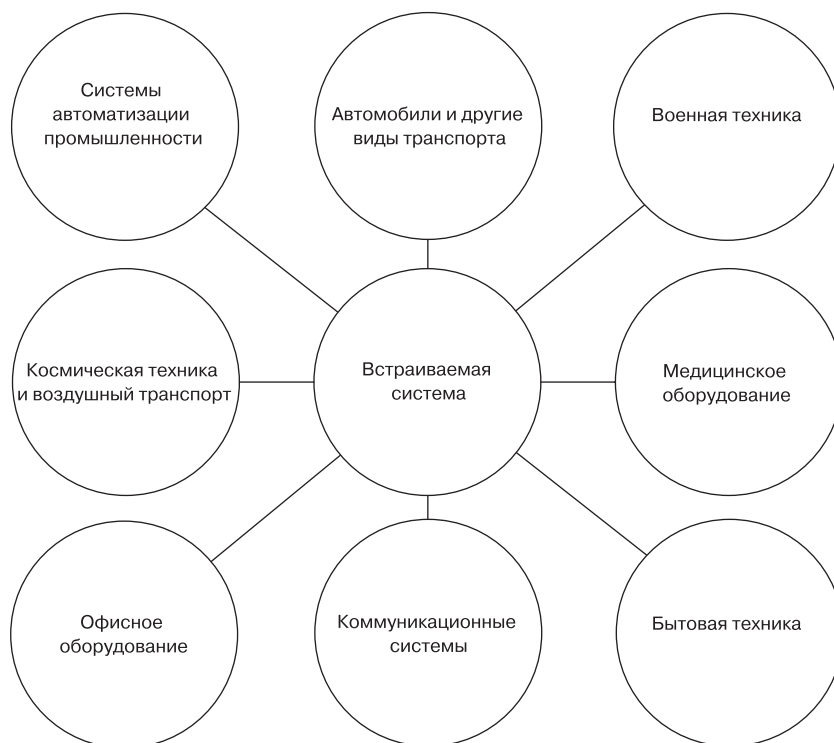 Системы
автоматизации
промышленности
Автомобили и другие
виды транспорта
Военная техника
Космическая техника
и воздушный транспорт
Встраиваемая
система
Медицинское
оборудование
Офисное
оборудование
Коммуникационные
системы
Бытовая техника